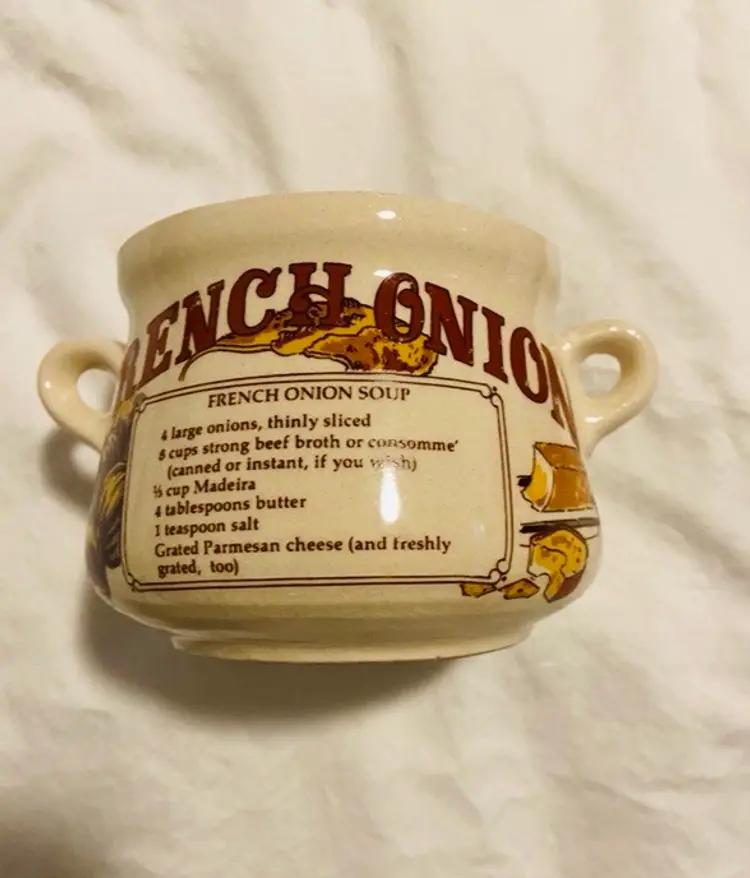 RENCH ONION
FRENCH ONION SOUP
4 large onions, thinly sliced
8 cups strong beef broth or consomme'
(canned or instant, if you wish)
⅓ cup Madeira
4 tablespoons butter
1 teaspoon salt
Grated Parmesan cheese (and freshly
grated, too)